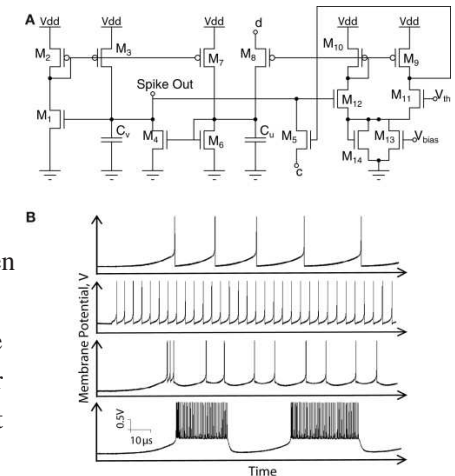 A
Vdd Vdd Vdd d Vdd Vdd
M2 M3 M7 M8 M10 M9
Spike Out
M12 M11 Vth
M1
Cv M4 M6 Cu M5 M13 Vbias
M14
c
B
en
e
t
Membrane Potential, V
0.5V
10μs
Time